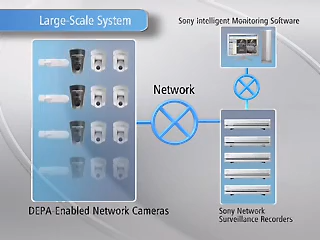 Large-Scale System
Sony Intelligent Monitoring Software
Network
DEPA-Enabled Network Cameras
Sony Network
Surveillance Recorders